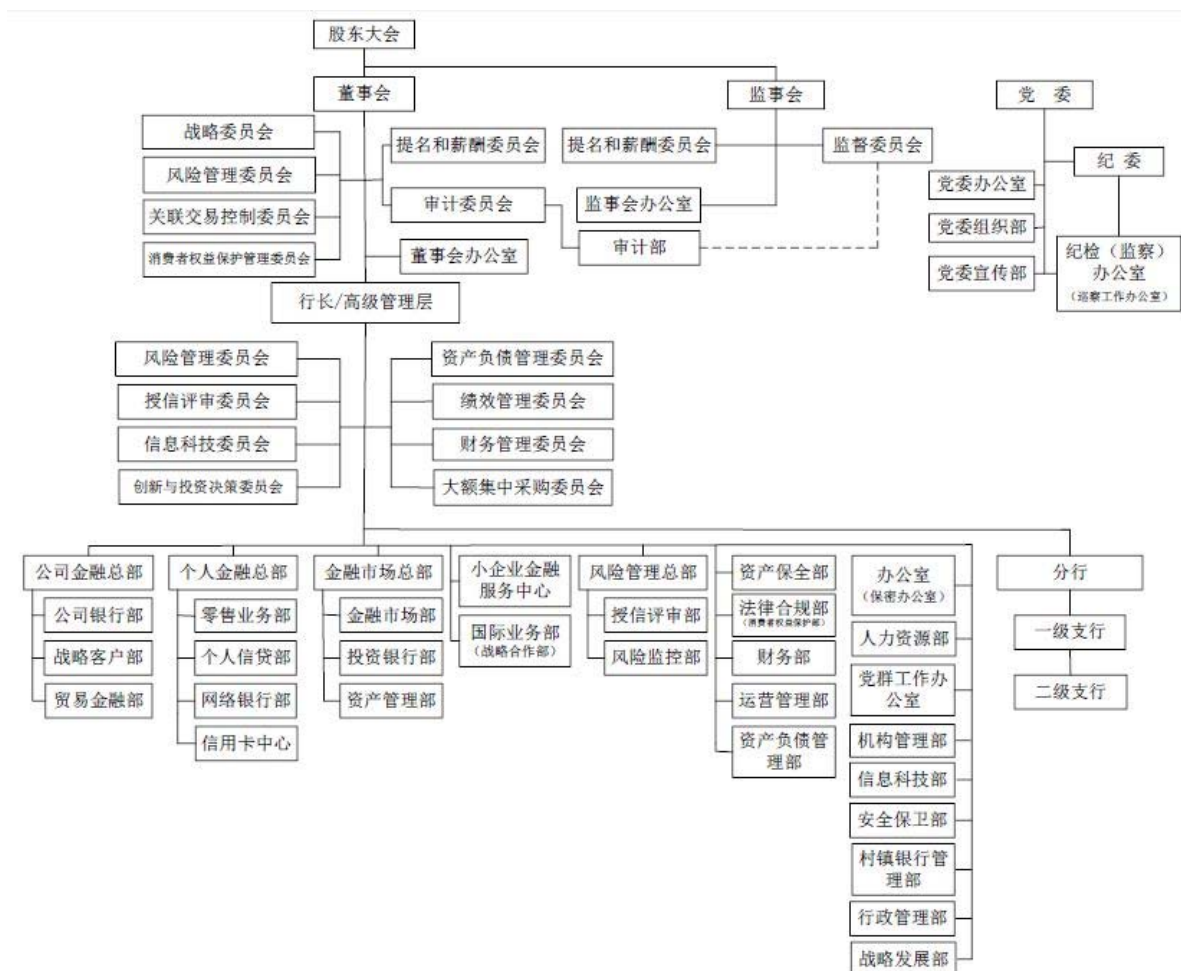 股东大会
董事会
监事会
党 委
战略委员会
风险管理委员会
关联交易控制委员会
消费者权益保护管理委员会
提名和薪酬委员会
审计委员会
董事会办公室
提名和薪酬委员会
监督委员会
监事会办公室
审计部
纪 委
党委办公室
党委组织部
党委宣传部
纪检（监察）
办公室
（巡察工作办公室）
行长/高级管理层
风险管理委员会
授信评审委员会
信息科技委员会
创新与投资决策委员会
资产负债管理委员会
绩效管理委员会
财务管理委员会
大额集中采购委员会
公司金融总部
公司银行部
战略客户部
贸易金融部
个人金融总部
零售业务部
个人信贷部
网络银行部
信用卡中心
金融市场总部
金融市场部
投资银行部
资产管理部
小企业金融
服务中心
国际业务部
（战略合作部）
风险管理总部
授信评审部
风险监控部
资产保全部
法律合规部
（消费者权益保护部）
财务部
运营管理部
资产负债管
理部
办公室
（保密办公室）
人力资源部
党群工作办
公室
机构管理部
信息科技部
安全保卫部
村镇银行管
理部
行政管理部
战略发展部
分行
一级支行
二级支行